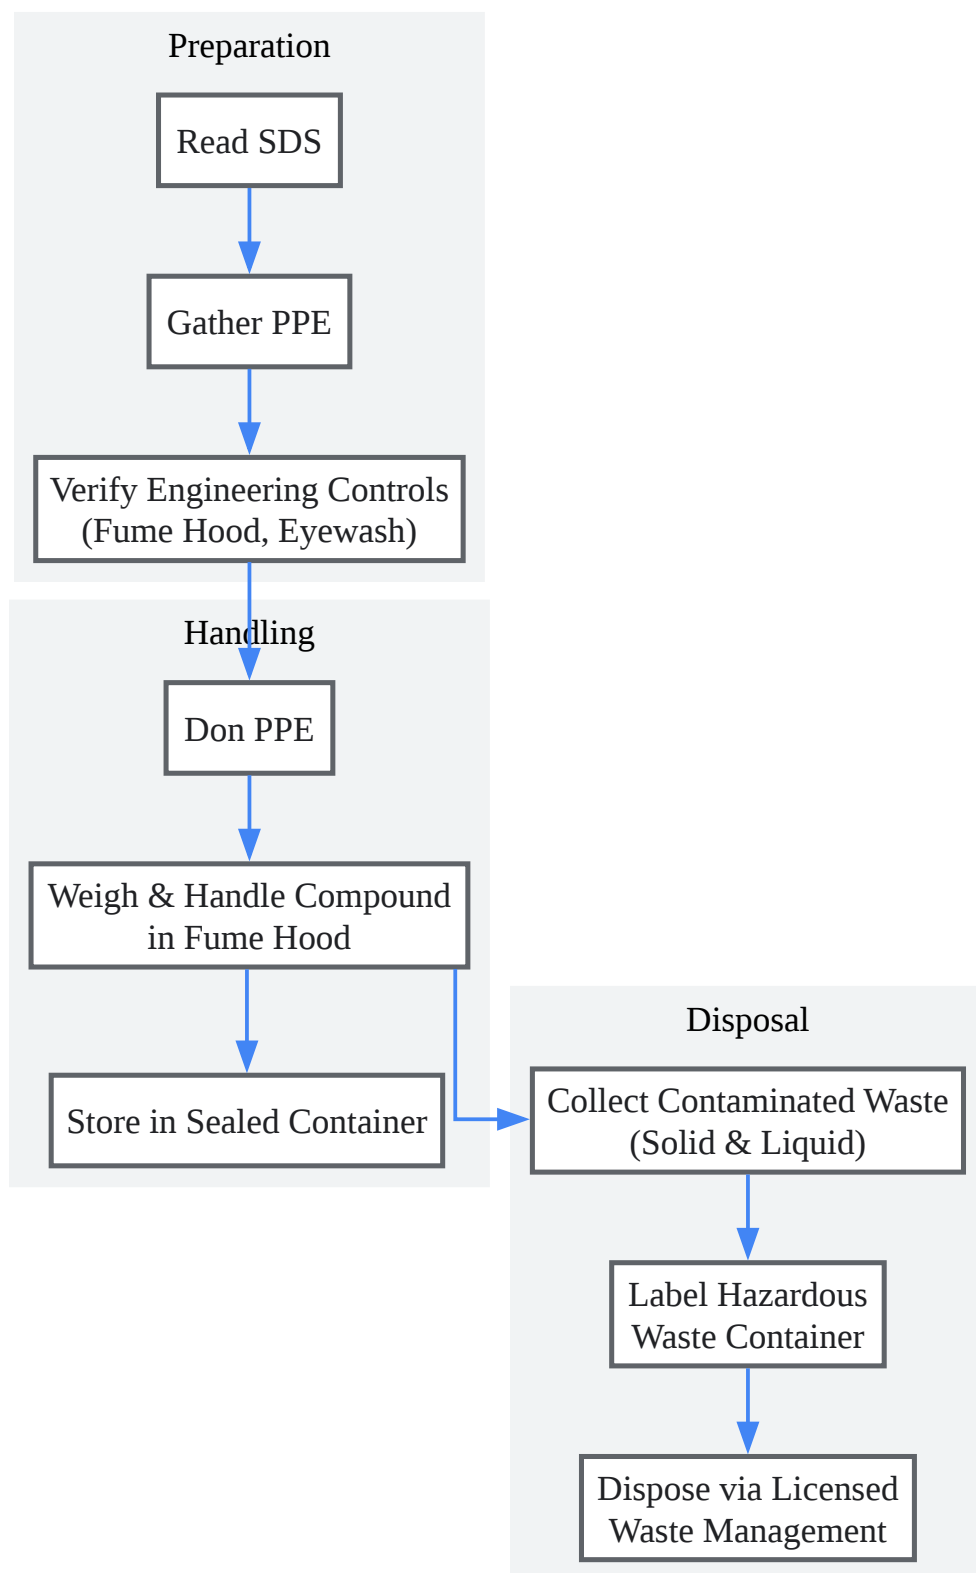 Preparation
Read SDS
Gather PPE
Verify Engineering Controls
(Fume Hood, Eyewash)
Handling
Don PPE
Weigh & Handle Compound
in Fume Hood
Store in Sealed Container
Disposal
Collect Contaminated Waste
(Solid & Liquid)
Label Hazardous
Waste Container
Dispose via Licensed
Waste Management